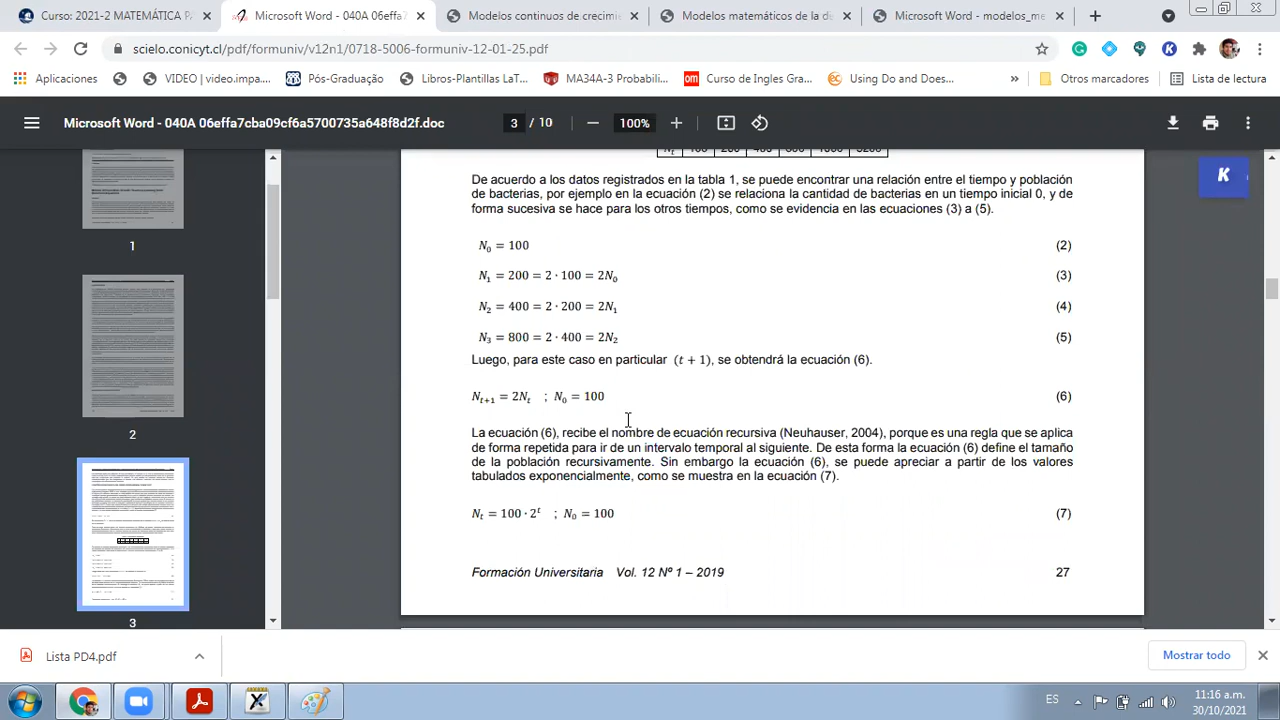 Curso: 2021-2 MATEMÁTICA P
Microsoft Word - 040A 06effa7
Modelos continuos de crecimi
Modelos matemáticos de la d
Microsoft Word - modelos_me
scielo.conicyt.cl/pdf/formuniv/v12n1/0718-5006-formuniv-12-01-25.pdf
Aplicaciones
VIDEO | video.impa...
Pós-Graduação
Libros-Plantillas LaT...
MA34A-3 Probabili...
om Curso de Ingles Gra...
Using Do and Does...
»
Otros marcadores
Lista de lectura
Microsoft Word - 040A 06effa7cba09cf6a5700735a648f8d2f.doc
3 / 10
100%
K
De acuerdo a los datos registrados en la tabla 1, se puede encontrar una relación entre el tiempo y población
de bacterias, por ejemplo en la ecuación (2) se relaciona la cantidad de bacterias en un tiempo inicial 0, y de
forma sucesiva se hace para los otros tiempos, como se evidencia en las ecuaciones (3) a (5).
N₀ = 100 (2)
N₁ = 200 = 2 · 100 = 2N₀ (3)
N₂ = 400 = 2 · 200 = 2N₁ (4)
N₃ = 800 = 2 · 400 = 2N₂ (5)
Luego, para este caso en particular (t + 1), se obtendrá la ecuación (6).
Nₜ₊₁ = 2Nₜ ; N₀ = 100 (6)
La ecuación (6), recibe el nombre de ecuación recursiva (Neuhauser, 2004), porque es una regla que se aplica
de forma repetida para ir de un intervalo temporal al siguiente. De esta forma la ecuación (6) define el tamaño
de la población recursivamente. Sin embargo la ecuación (6), se puede apreciar a partir de los valores
tabulados exponencialmente, como se muestra en la ecuación (7).
Nₜ = 100 · 2ᵗ ; N₀ = 100 (7)
Formación Universitaria Vol. 12 Nº 1 – 2019 27
1
2
3
Lista PD4.pdf
Mostrar todo
ES
11:16 a.m.
30/10/2021